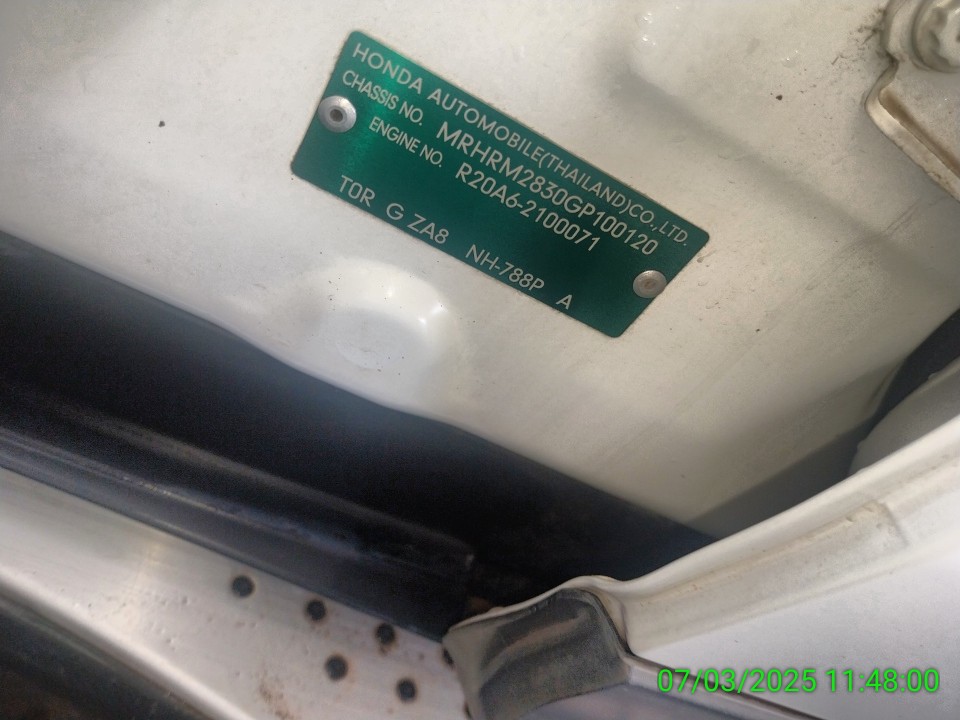 HONDA AUTOMOBILE(THAILAND)CO.,LTD.
CHASSIS NO. MRHRM2830GP100120
ENGINE NO. R20A6-2100071
TOR G ZA8 NH-788P A
07/03/2025 11:48:00